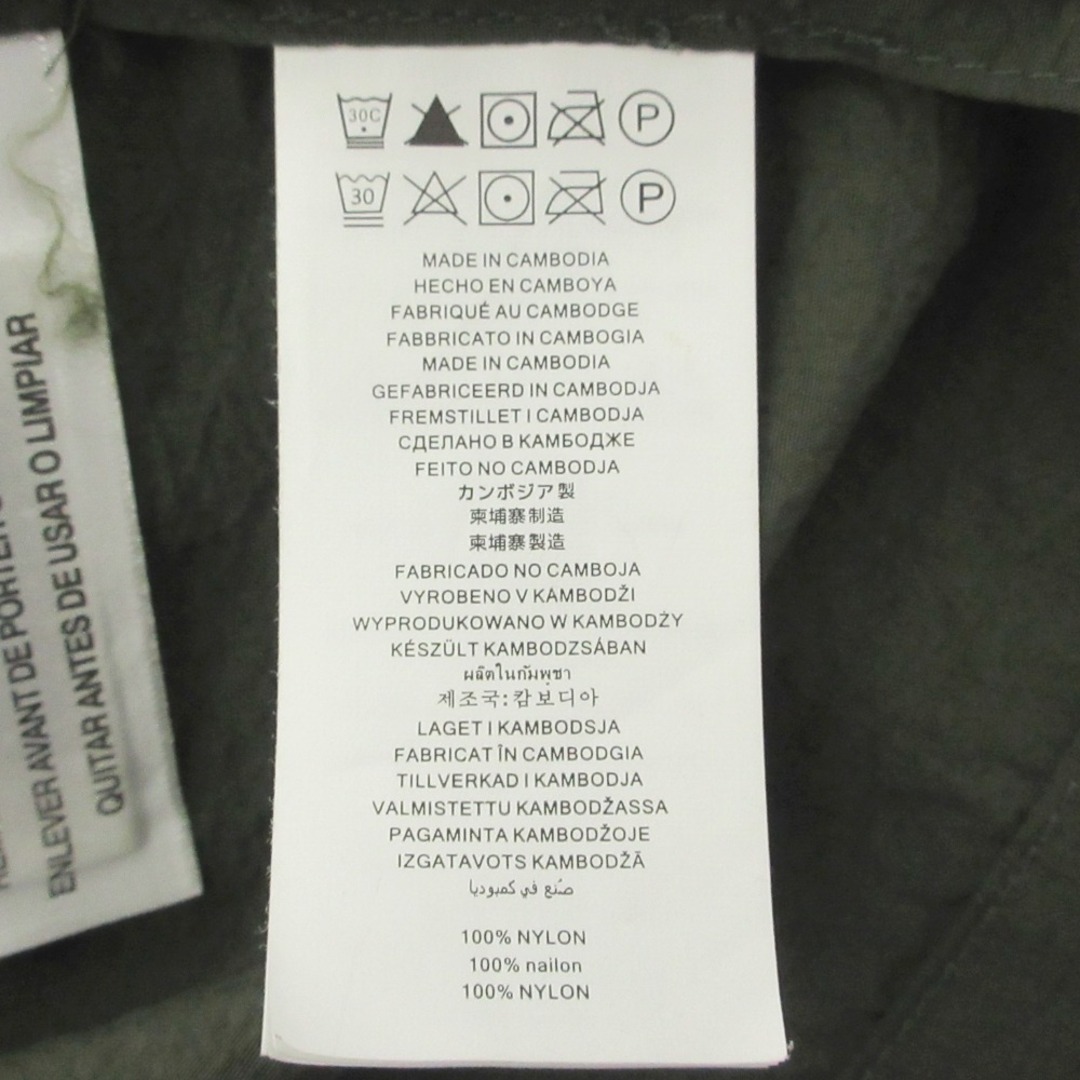 30C P
30 P
MADE IN CAMBODIA
HECHO EN CAMBOYA
FABRIQUÉ AU CAMBODGE
FABBRICATO IN CAMBOGIA
MADE IN CAMBODIA
GEFABRICEERD IN CAMBODJA
FREMSTILLET I CAMBODJA
СДЕЛАНО В КАМБОДЖЕ
FEITO NO CAMBODJA
カンボジア製
柬埔寨制造
柬埔寨製造
FABRICADO NO CAMBOJA
VYROBENO V KAMBODŽI
WYPRODUKOWANO W KAMBODŻY
KÉSZÜLT KAMBODZSÁBAN
ผลิตในกัมพูชา
제조국:캄보디아
LAGET I KAMBODSJA
FABRICAT ÎN CAMBODGIA
TILLVERKAD I KAMBODJA
VALMISTETTU KAMBODŽASSA
PAGAMINTA KAMBODŽOJE
IZGATAVOTS KAMBODŽĀ
صُنع في كمبوديا
100% NYLON
100% nailon
100% NYLON
ENLEVER AVANT DE PORTER
QUITAR ANTES DE USAR O LIMPIAR